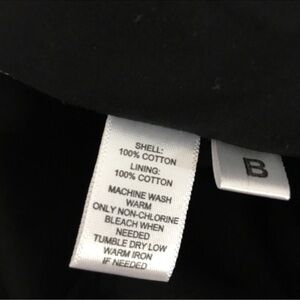 SHELL:
100% COTTON
LINING:
100% COTTON
MACHINE WASH
WARM
ONLY NON-CHLORINE
BLEACH WHEN
NEEDED
TUMBLE DRY LOW
WARM IRON
IF NEEDED
B